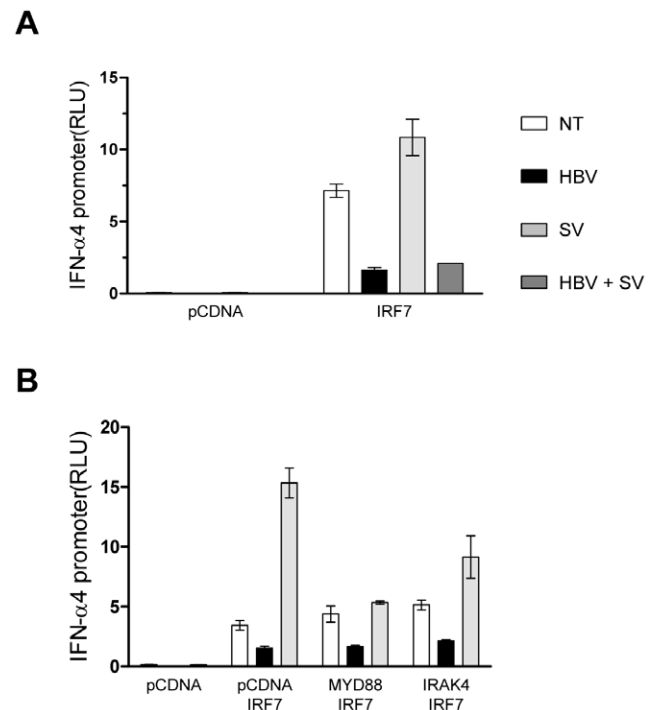 A
IFN-α4 promoter(RLU)
15
10
5
0
pCDNA
IRF7
NT
HBV
SV
HBV + SV
B
IFN-α4 promoter(RLU)
20
15
10
5
0
pCDNA
pCDNA
IRF7
MYD88
IRF7
IRAK4
IRF7